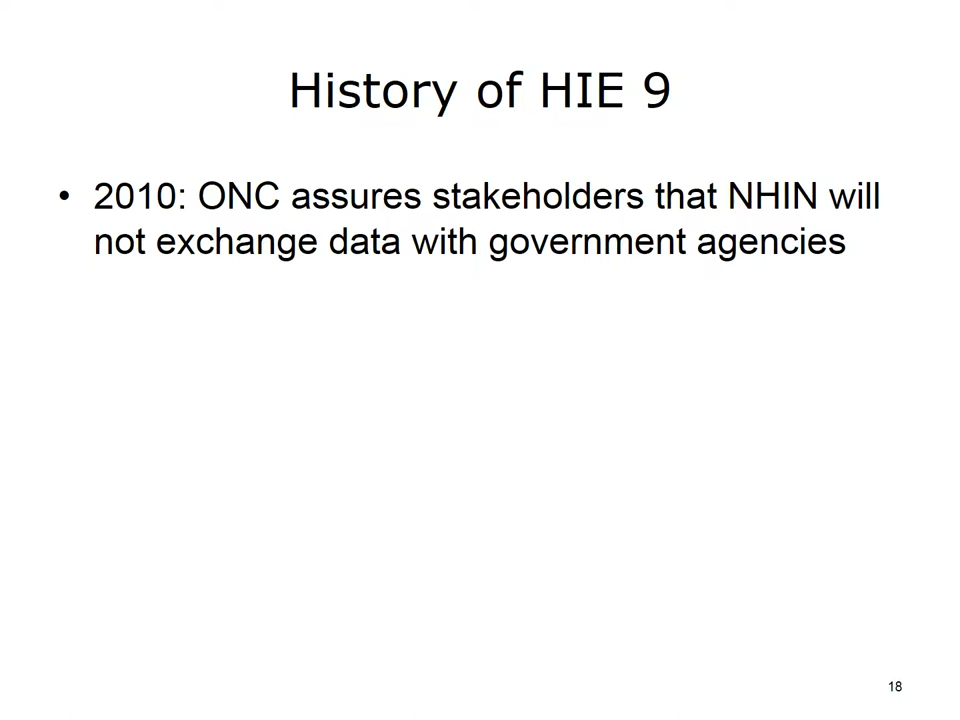 History of HIE 9
• 2010: ONC assures stakeholders that NHIN will
not exchange data with government agencies
18